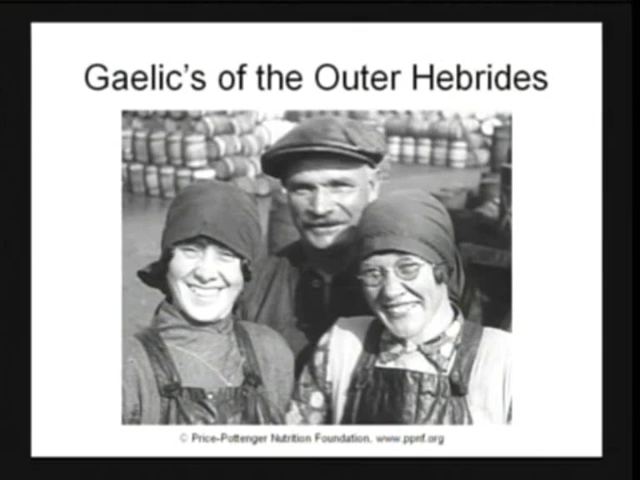 Gaelic's of the Outer Hebrides
© Price-Pottenger Nutrition Foundation, www.ppnf.org